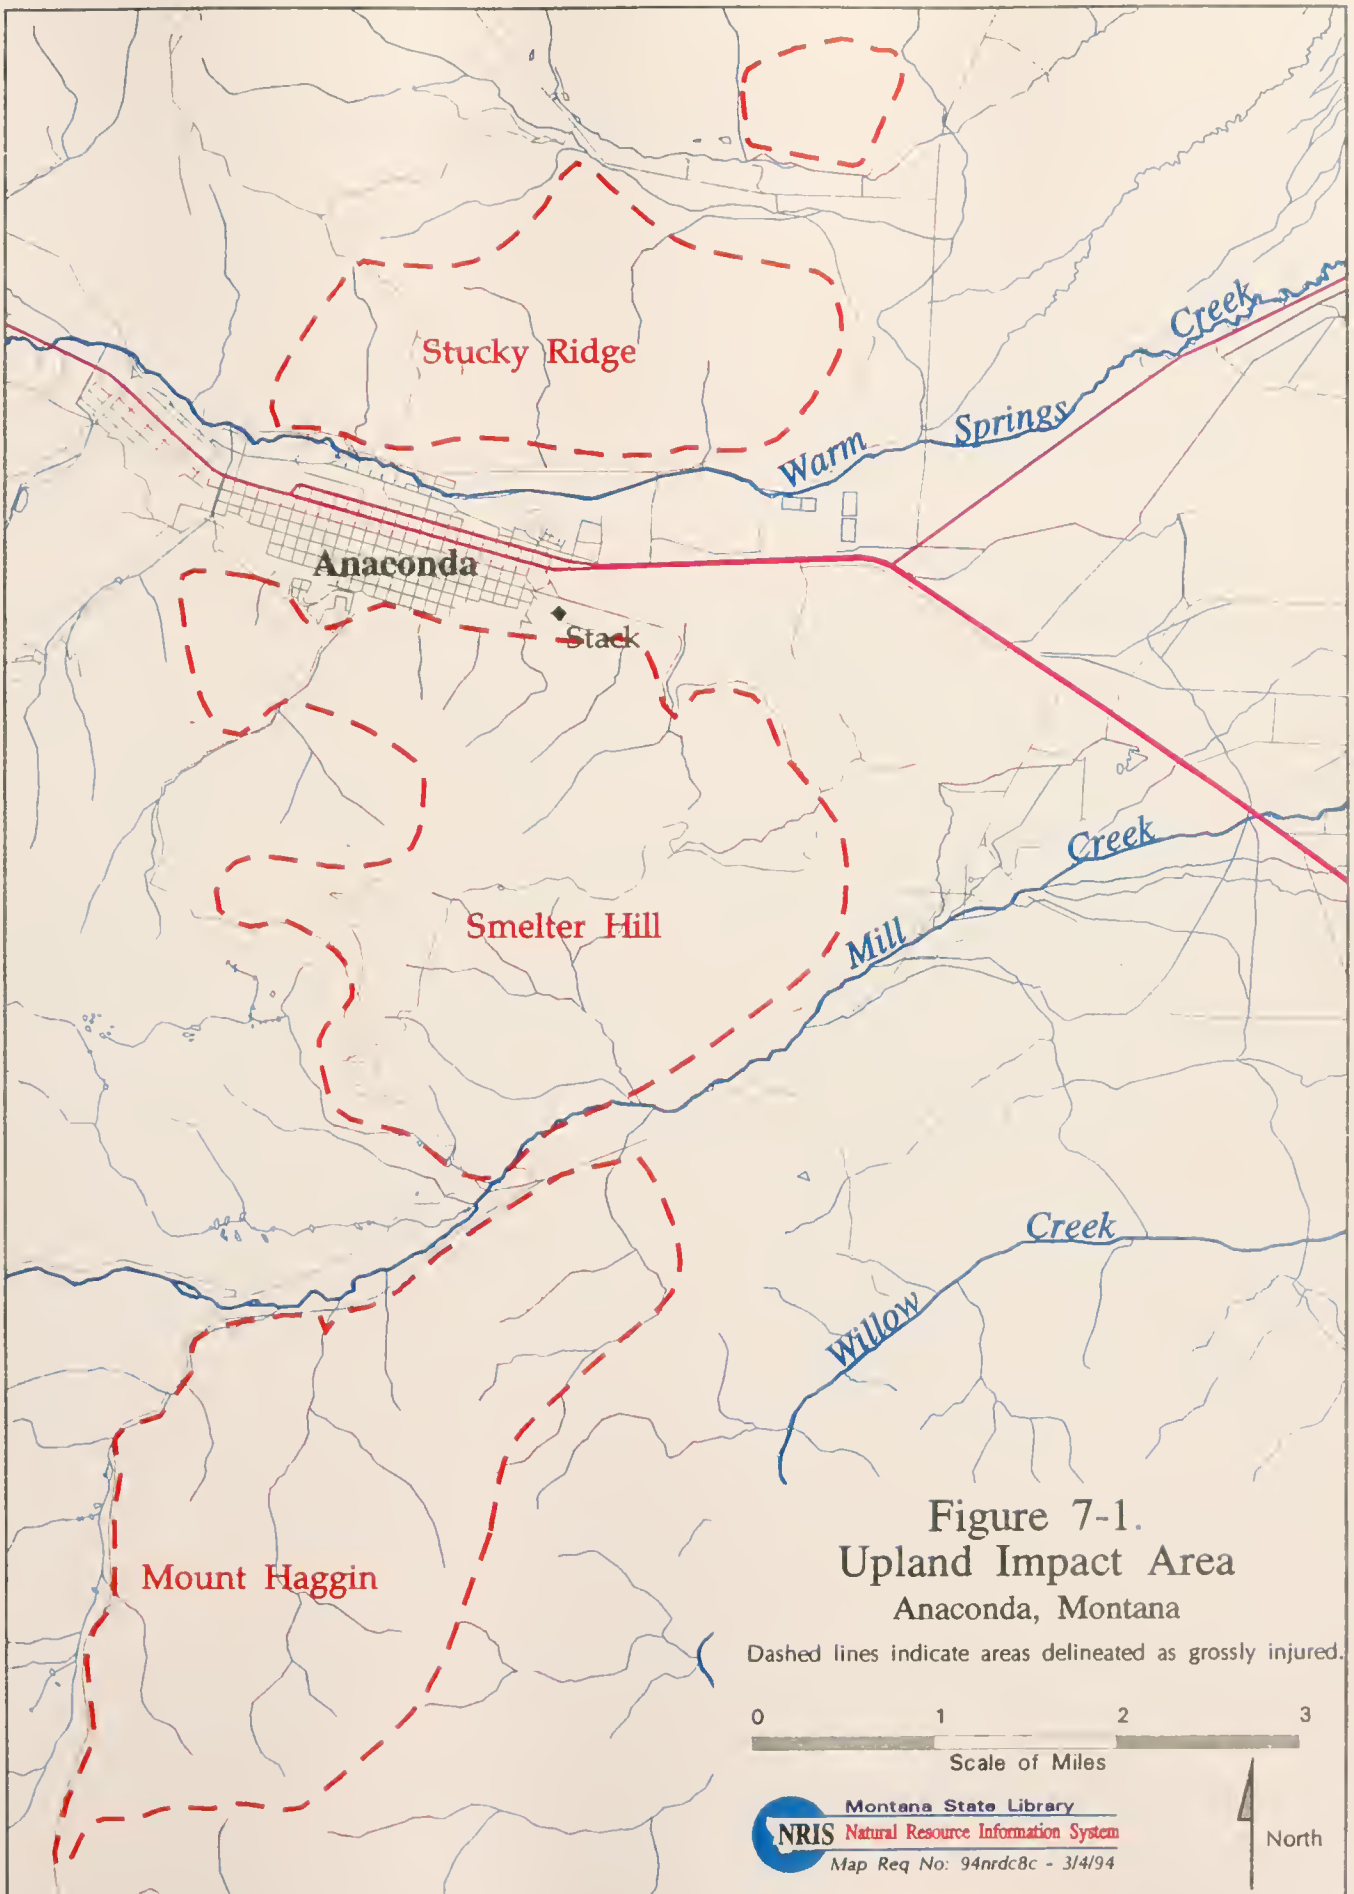 Stucky Ridge
Warm Springs Creek
Anaconda
Stack
Smelter Hill
Mill Creek
Willow Creek
Mount Haggin
Figure 7-1.
Upland Impact Area
Anaconda, Montana
Dashed lines indicate areas delineated as grossly injured.
0 1 2 3
Scale of Miles
Montana State Library
NRIS Natural Resource Information System
Map Req No: 94nrdc8c - 3/4/94
North